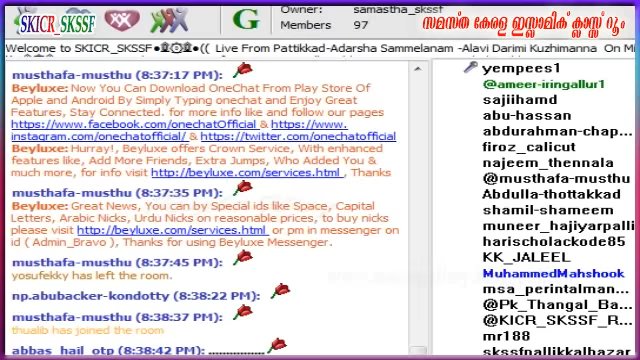 SKICR_SKSSF
G
Owner: samastha_skssf
Members 97
സമസ്ത കേരള ഇസ്ലാമിക് ക്ലാസ്സ് റൂം
Welcome to SKICR_SKSSF Live From Pattikkad-Adarsha Sammelanam -Alavi Darimi Kuzhimanna On Mi
musthafa-musthu (8:37:17 PM):
Beyluxe: Now You Can Download OneChat From Play Store Of
Apple and Android By Simply Typing onechat and Enjoy Great
Features, Stay Connected. for more info like and follow our pages
https://www.facebook.com/onechatOfficial & https://www.
instagram.com/onechatofficial/ & https://twitter.com/onechatofficial
Beyluxe: Hurray!, Beyluxe offers Crown Service, With enhanced
features like, Add More Friends, Extra Jumps, Who Added You &
much more, for info visit http://beyluxe.com/services.html , Thanks
musthafa-musthu (8:37:35 PM):
Beyluxe: Great News, You can by Special ids like Space, Capital
Letters, Arabic Nicks, Urdu Nicks on reasonable prices, to buy nicks
please visit http://beyluxe.com/services.html or pm in messenger on
id ( Admin_Bravo ), Thanks for using Beyluxe Messenger.
musthafa-musthu (8:37:45 PM):
yosufekky has left the room.
np.abubacker-kondotty (8:38:22 PM):
musthafa-musthu (8:38:37 PM):
thualib has joined the room
abbas_hail_otp (8:38:42 PM): ................
yempees1
@ameer-iringallur1
sajiihamd
abu-hassan
abdurahman-chap...
firoz_calicut
najeem_thennala
@musthafa-musthu
Abdulla-thottakkad
shamil-shameem
muneer_hajiyarpalli
harischolackode85
KK_JALEEL
MuhammedMahshook
msa_perintalman...
@Pk_Thangal_Ba...
@KICR_SKSSF_R...
mr188
skssfpallikkalhazar